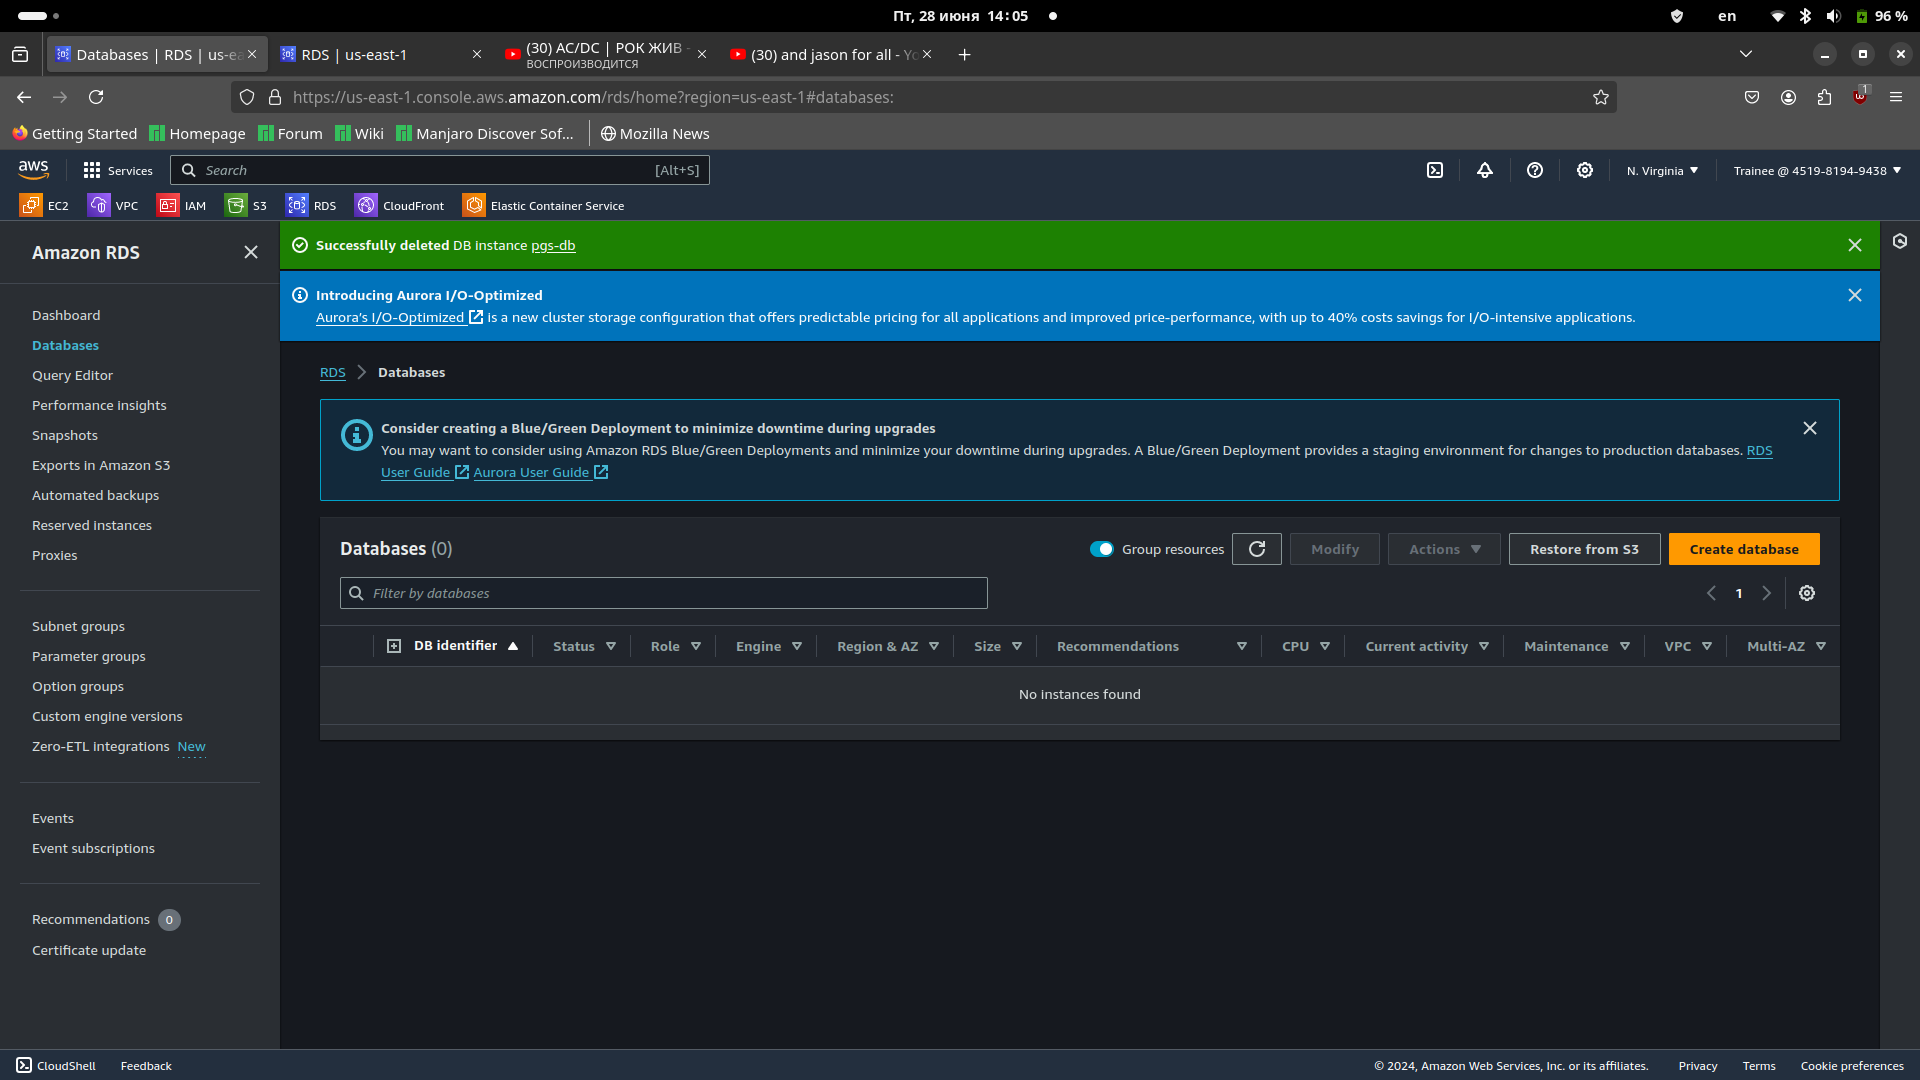 Пт, 28 июня 14:05
en
96 %
Databases | RDS | us-ea
RDS | us-east-1
(30) AC/DC | РОК ЖИВ -
ВОСПРОИЗВОДИТСЯ
(30) and jason for all - Yo
https://us-east-1.console.aws.amazon.com/rds/home?region=us-east-1#databases:
1
Getting Started
Homepage
Forum
Wiki
Manjaro Discover Sof...
Mozilla News
aws
Services
Search
[Alt+S]
N. Virginia
Trainee @ 4519-8194-9438
EC2
VPC
IAM
S3
RDS
CloudFront
Elastic Container Service
Amazon RDS
Dashboard
Databases
Query Editor
Performance insights
Snapshots
Exports in Amazon S3
Automated backups
Reserved instances
Proxies
Subnet groups
Parameter groups
Option groups
Custom engine versions
Zero-ETL integrations New
Events
Event subscriptions
Recommendations 0
Certificate update
Successfully deleted DB instance pgs-db
Introducing Aurora I/O-Optimized
Aurora's I/O-Optimized is a new cluster storage configuration that offers predictable pricing for all applications and improved price-performance, with up to 40% costs savings for I/O-intensive applications.
RDS
Databases
Consider creating a Blue/Green Deployment to minimize downtime during upgrades
You may want to consider using Amazon RDS Blue/Green Deployments and minimize your downtime during upgrades. A Blue/Green Deployment provides a staging environment for changes to production databases. RDS
User Guide Aurora User Guide
Databases (0)
Group resources
Modify
Actions
Restore from S3
Create database
Filter by databases
1
DB identifier
Status
Role
Engine
Region & AZ
Size
Recommendations
CPU
Current activity
Maintenance
VPC
Multi-AZ
No instances found
CloudShell
Feedback
© 2024, Amazon Web Services, Inc. or its affiliates.
Privacy
Terms
Cookie preferences